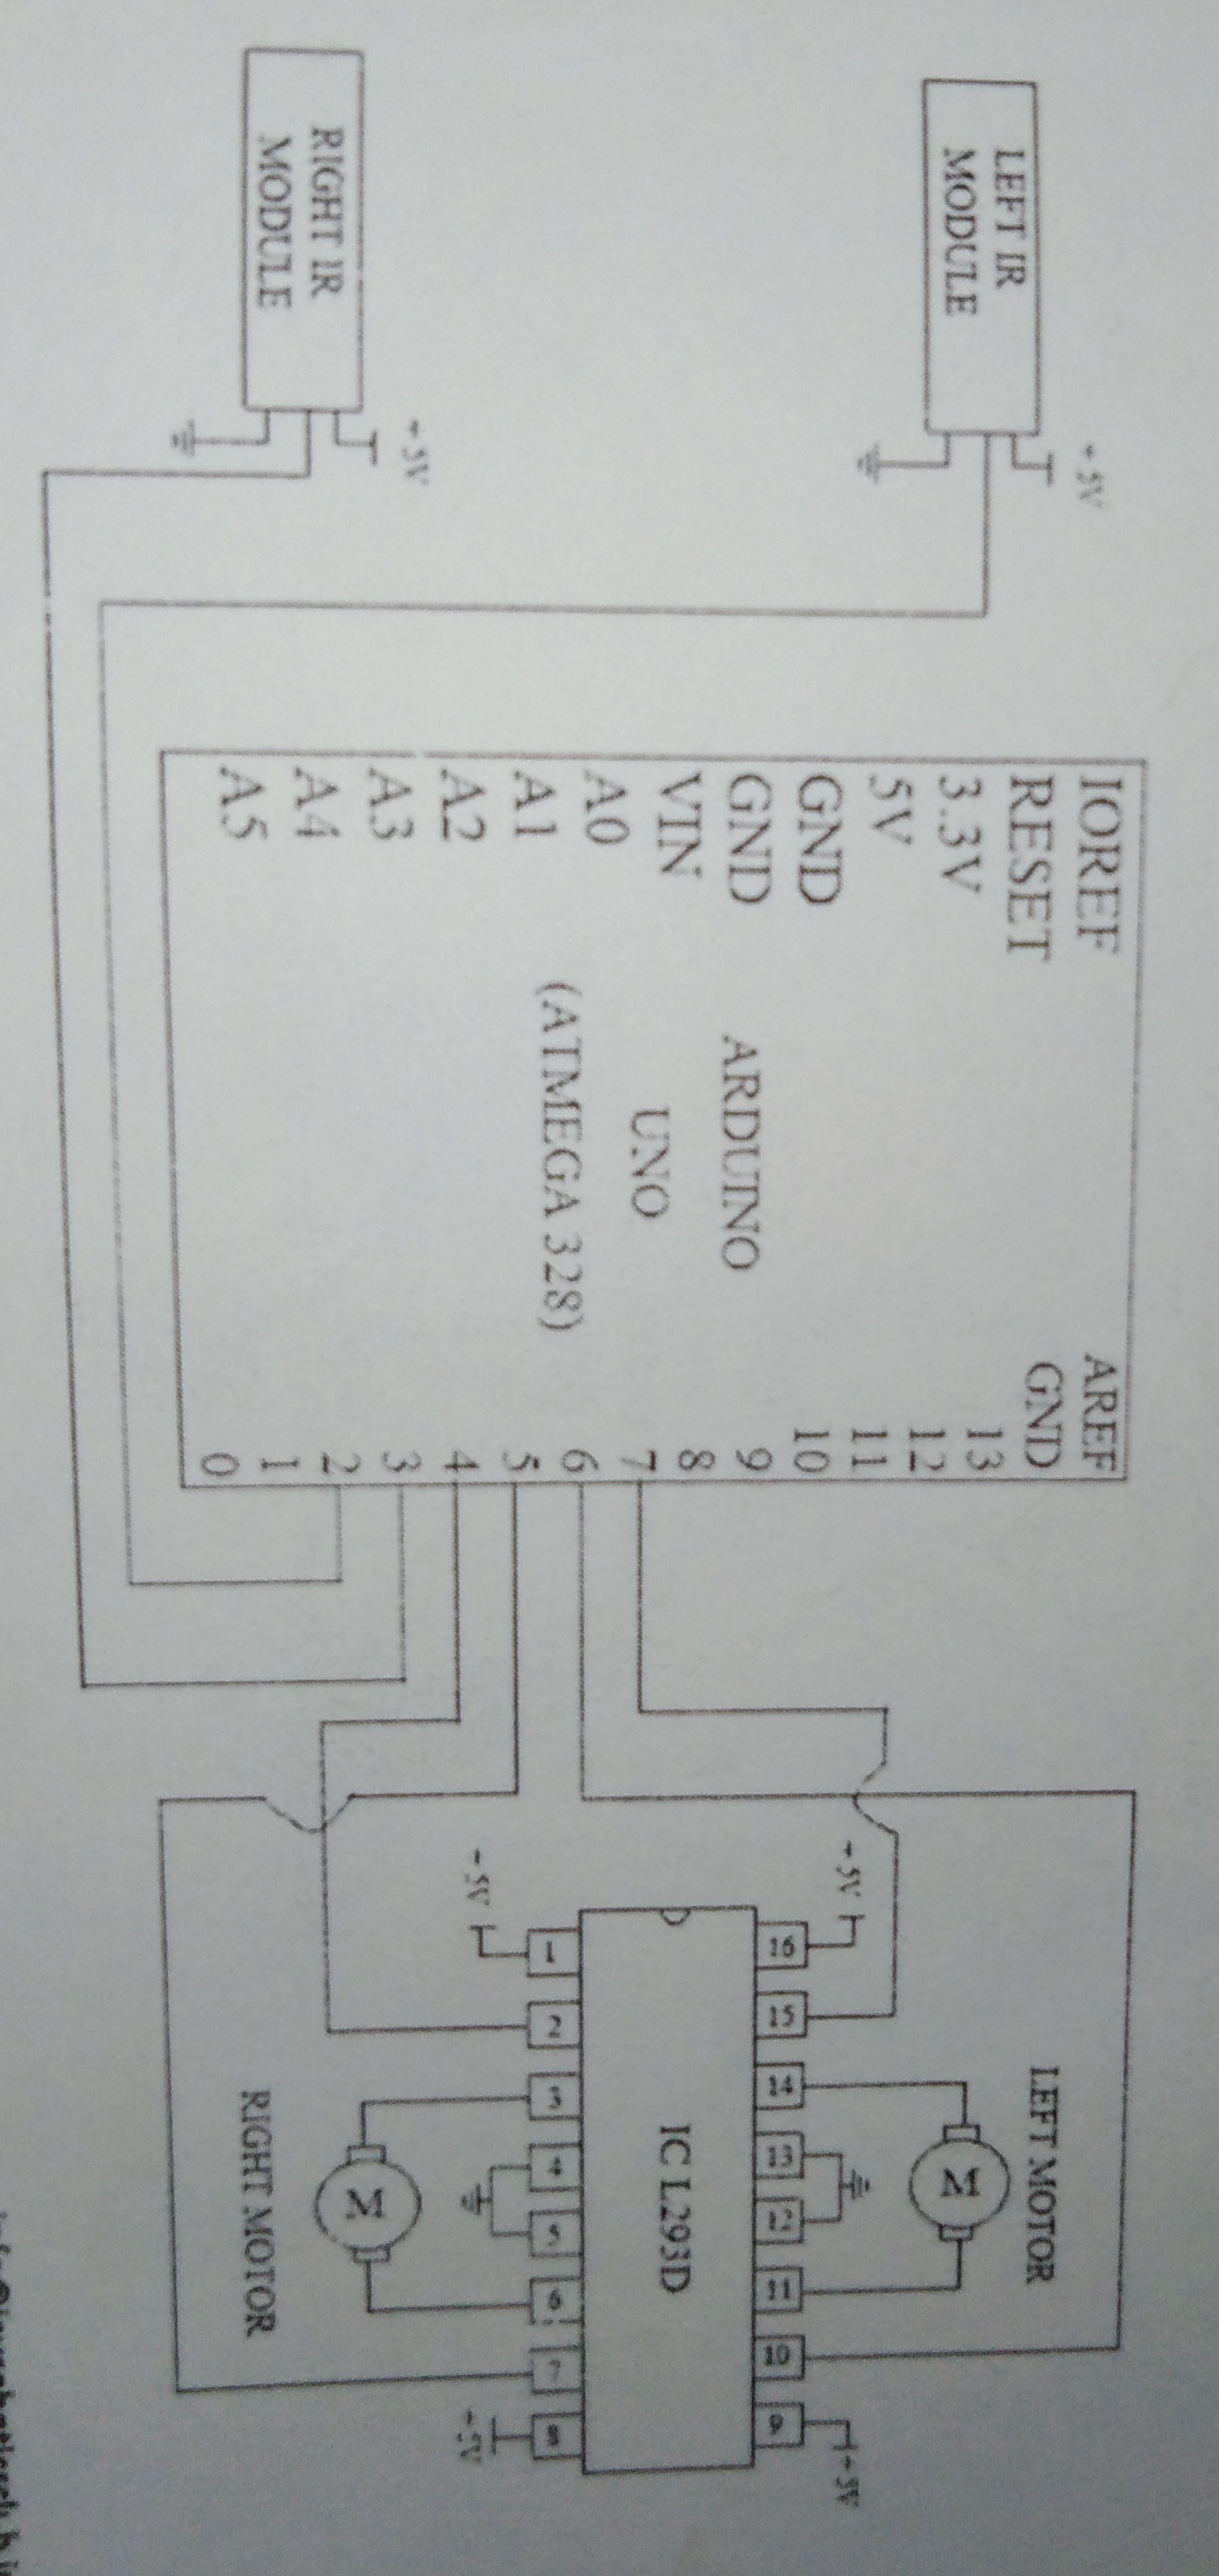 LEFT IR
MODULE
+5V
RIGHT IR
MODULE
+5V
IOREF
RESET
3.3V
5V
GND
GND
VIN
A0
A1
A2
A3
A4
A5
ARDUINO
UNO
(ATMEGA 328)
AREF
GND
13
12
11
10
9
8
7
6
5
4
3
2
1
0
LEFT MOTOR
M
+5V
16
15
14
13
12
11
10
9
+5V
IC L293D
+5V
1
2
3
4
5
6
7
8
+5V
M
RIGHT MOTOR